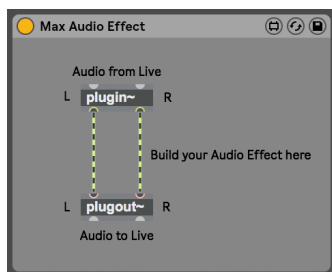 Max Audio Effect
Audio from Live
L plugin~ R
Build your Audio Effect here
L plugout~ R
Audio to Live